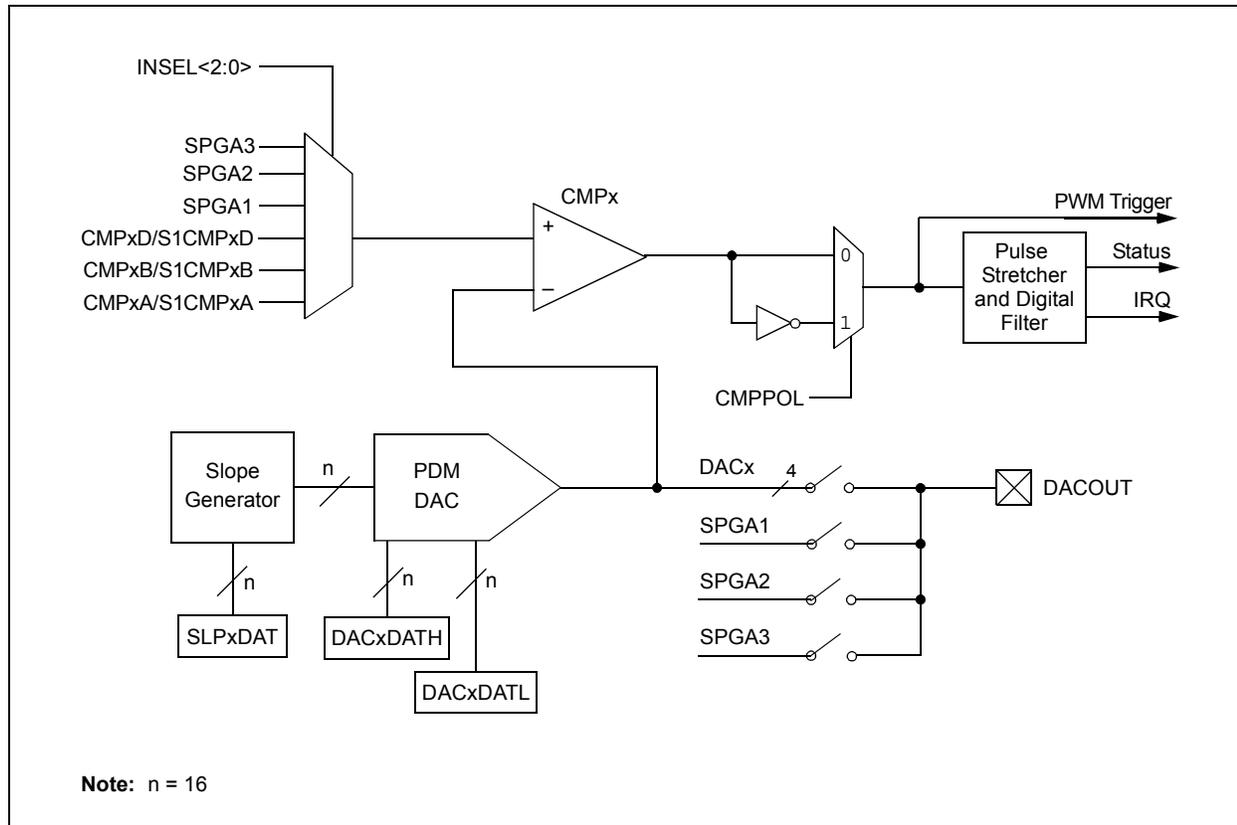 INSEL<2:0>
SPGA3
SPGA2
SPGA1
CMPxD/S1CMPxD
CMPxB/S1CMPxB
CMPxA/S1CMPxA
CMPx
+
–
0
1
CMPPOL
PWM Trigger
Pulse
Stretcher
and Digital
Filter
Status
IRQ
Slope
Generator
n
PDM
DAC
n
n
n
SLPxDAT
DACxDATH
DACxDATL
DACx
4
SPGA1
SPGA2
SPGA3
DACOUT
Note: n = 16